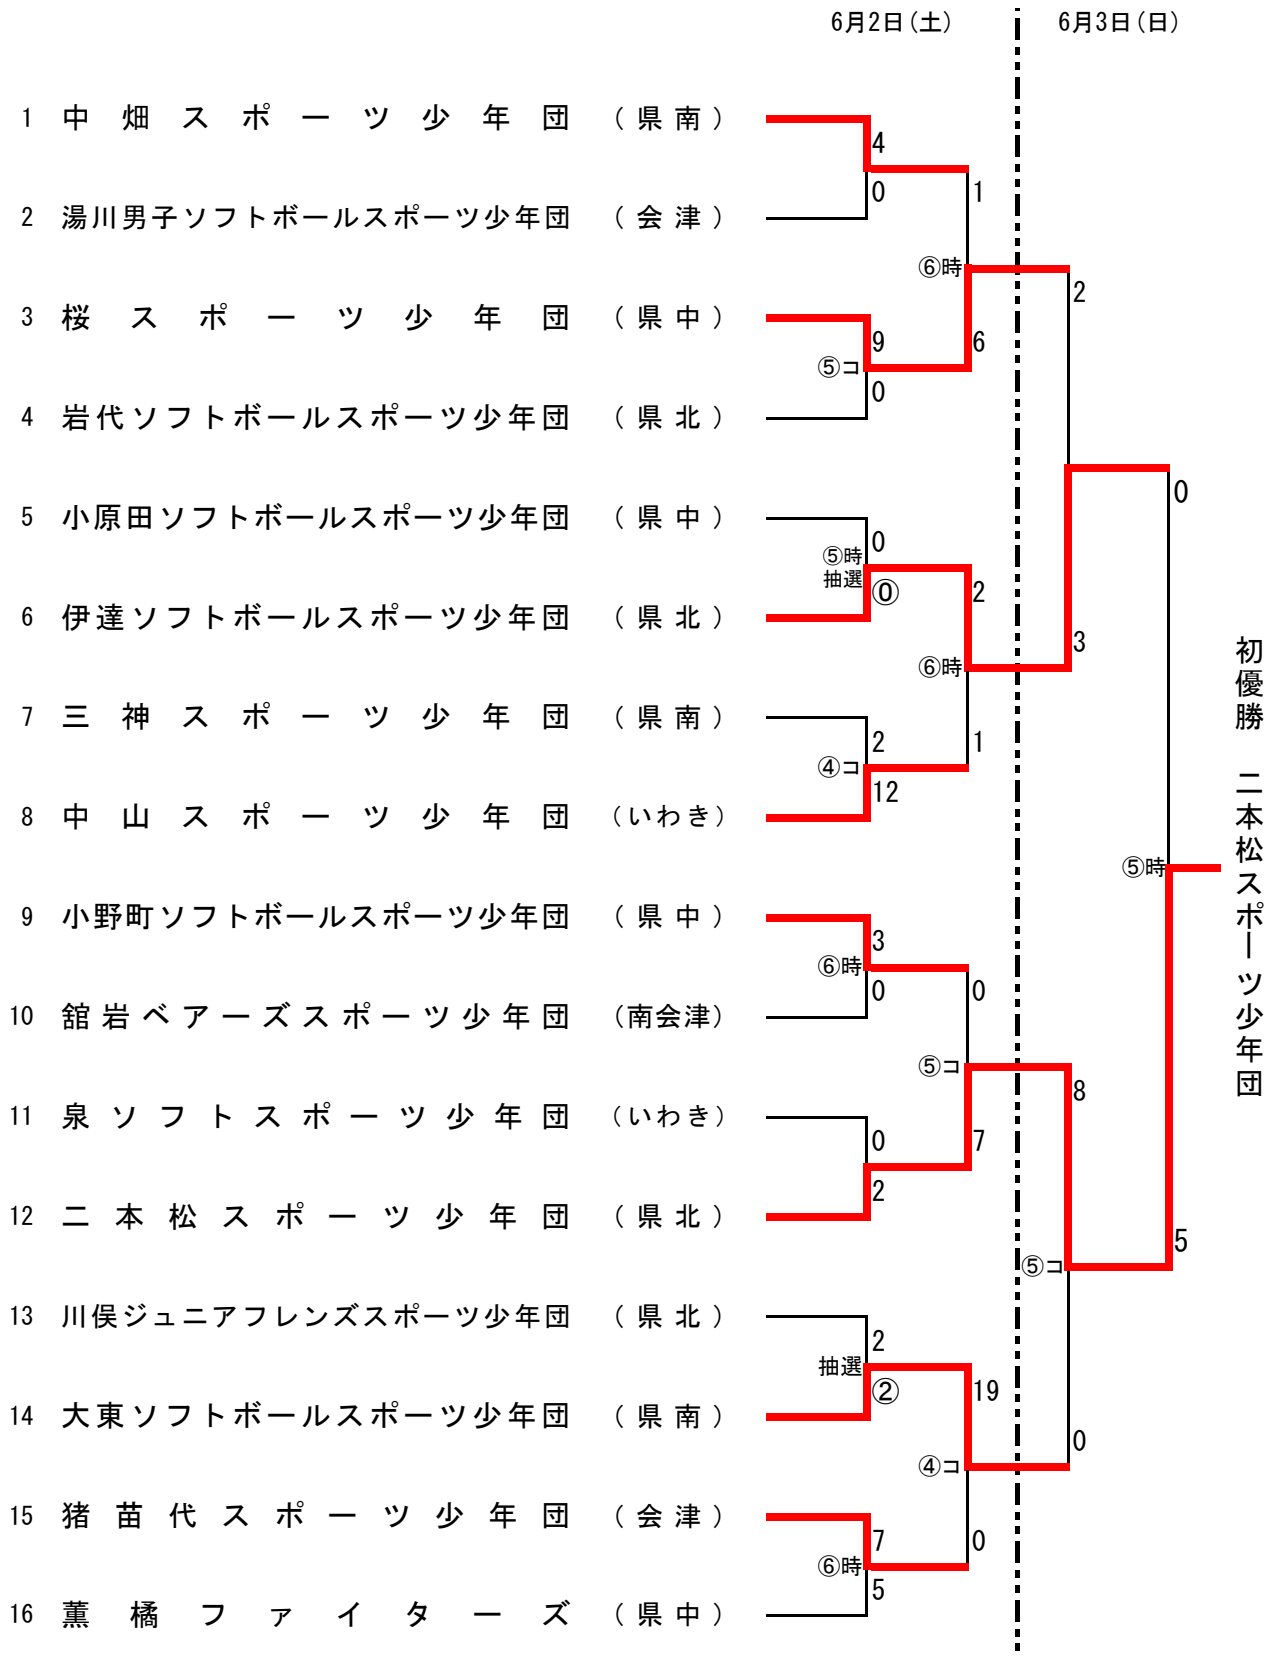 6月2日(土) 6月3日(日)
1 中畑スポーツ少年団 (県南)
4
0
1
2 湯川男子ソフトボールスポーツ少年団 (会津)
⑥時
2
3 桜スポーツ少年団 (県中)
9
6
⑤コ
0
4 岩代ソフトボールスポーツ少年団 (県北)
0
5 小原田ソフトボールスポーツ少年団 (県中)
0
⑤時
抽選
⓪
2
6 伊達ソフトボールスポーツ少年団 (県北)
3
⑥時
7 三神スポーツ少年団 (県南)
2
1
④コ
12
8 中山スポーツ少年団 (いわき)
⑤時
初優勝 二本松スポーツ少年団
9 小野町ソフトボールスポーツ少年団 (県中)
3
⑥時
0
0
10 舘岩ベアーズスポーツ少年団 (南会津)
⑤コ
8
11 泉ソフトスポーツ少年団 (いわき)
0
7
2
12 二本松スポーツ少年団 (県北)
5
⑤コ
13 川俣ジュニアフレンズスポーツ少年団 (県北)
2
抽選
②
19
14 大東ソフトボールスポーツ少年団 (県南)
0
④コ
15 猪苗代スポーツ少年団 (会津)
7
0
⑥時
5
16 薫橘ファイターズ (県中)